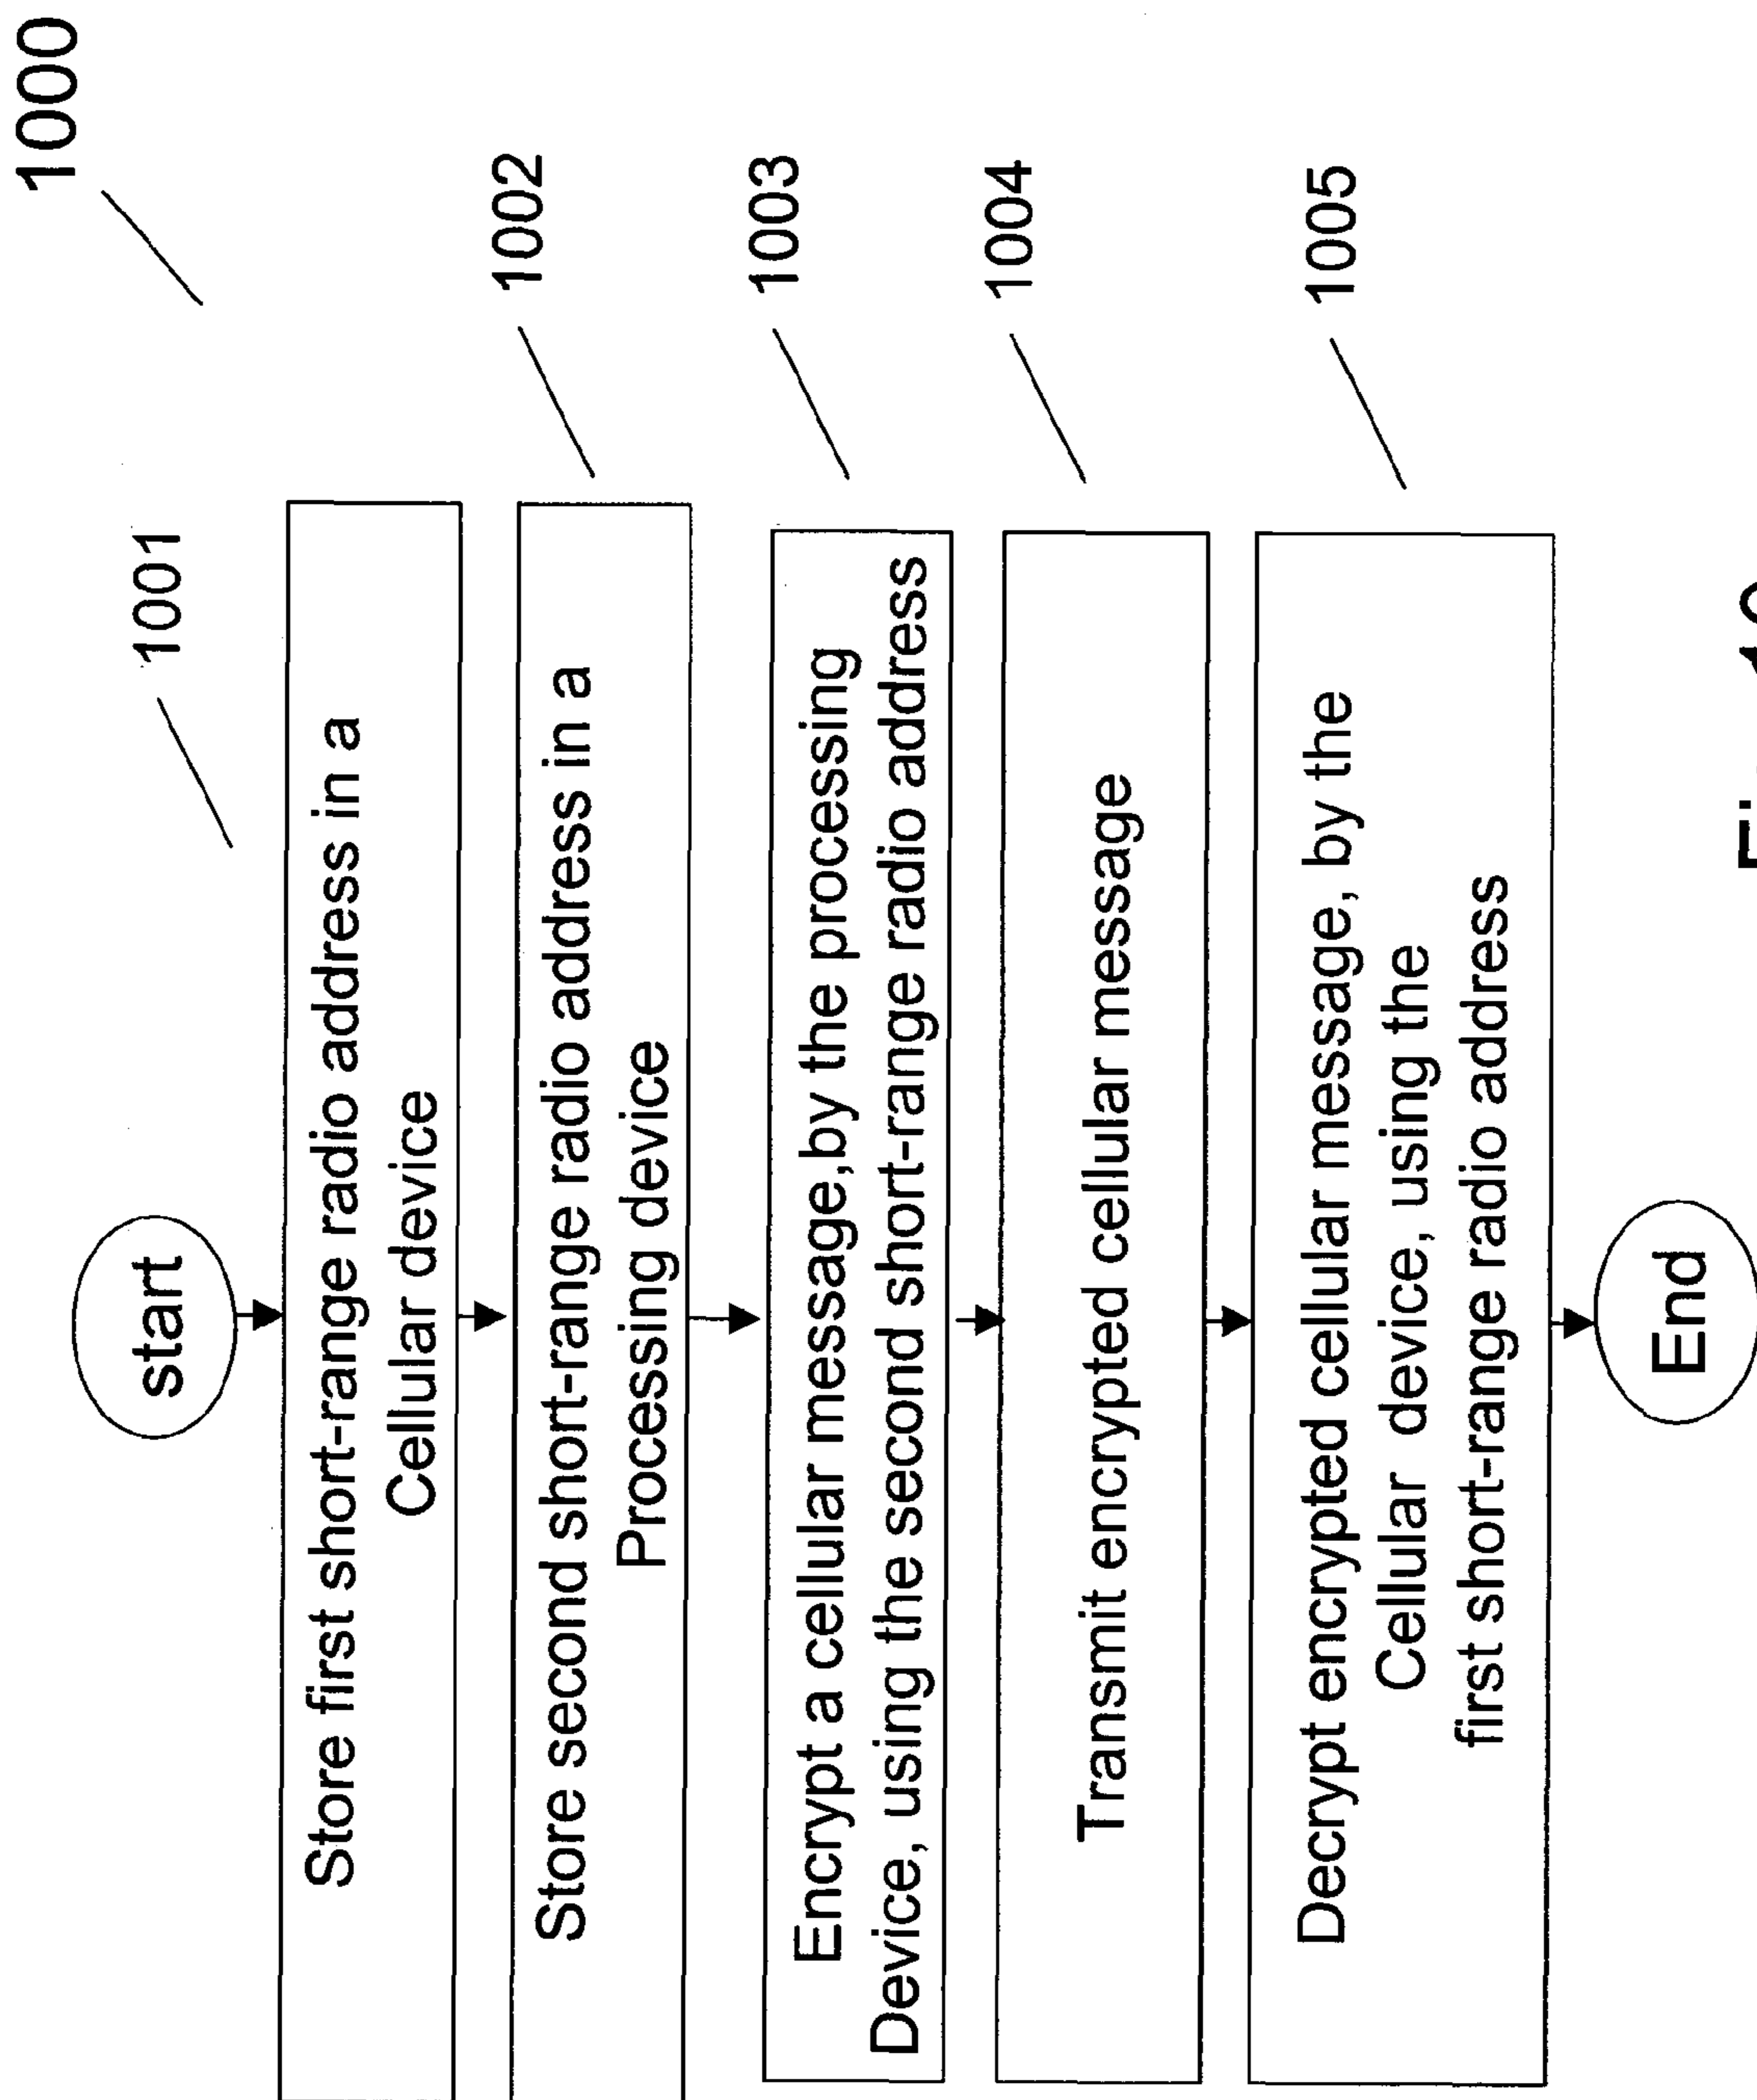 1000
start
1001
Store first short-range radio address in a
Cellular device
1002
Store second short-range radio address in a
Processing device
1003
Encrypt a cellular message,by the processing
Device, using the second short-range radio address
1004
Transmit encrypted cellular message
1005
Decrypt encrypted cellular message, by the
Cellular device, using the
first short-range radio address
End